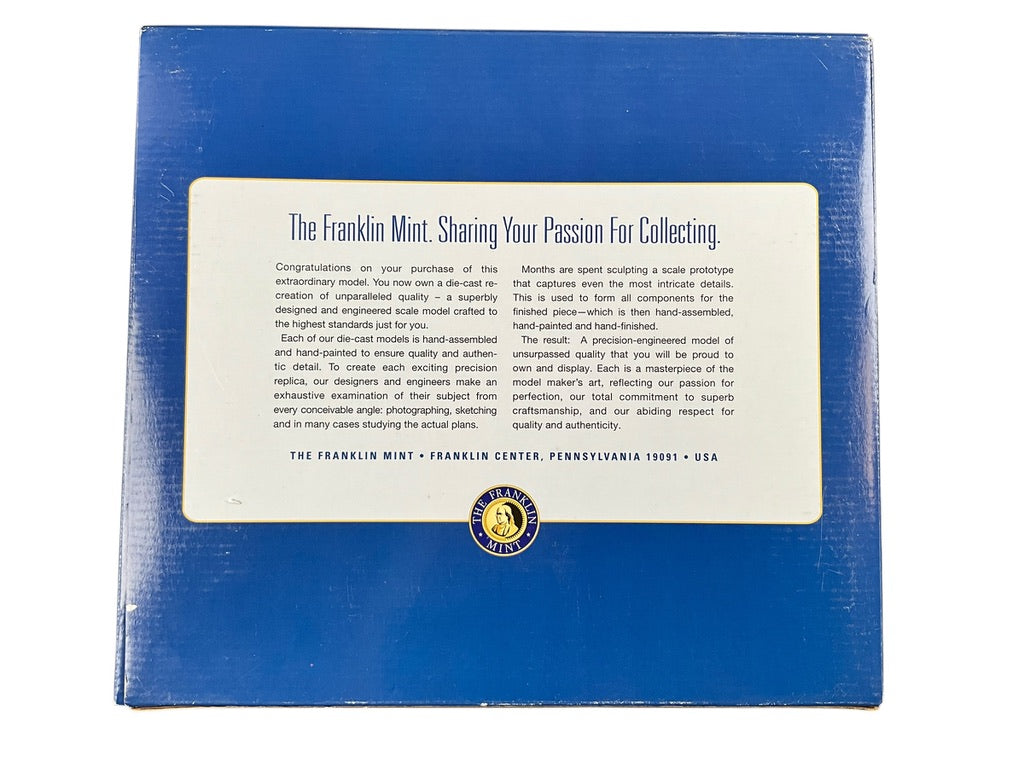 The Franklin Mint. Sharing Your Passion For Collecting.
Congratulations on your purchase of this
extraordinary model. You now own a die-cast re-
creation of unparalleled quality – a superbly
designed and engineered scale model crafted to
the highest standards just for you.
Each of our die-cast models is hand-assembled
and hand-painted to ensure quality and authen-
tic detail. To create each exciting precision
replica, our designers and engineers make an
exhaustive examination of their subject from
every conceivable angle: photographing, sketching
and in many cases studying the actual plans.
Months are spent sculpting a scale prototype
that captures even the most intricate details.
This is used to form all components for the
finished piece—which is then hand-assembled,
hand-painted and hand-finished.
The result: A precision-engineered model of
unsurpassed quality that you will be proud to
own and display. Each is a masterpiece of the
model maker's art, reflecting our passion for
perfection, our total commitment to superb
craftsmanship, and our abiding respect for
quality and authenticity.
THE FRANKLIN MINT • FRANKLIN CENTER, PENNSYLVANIA 19091 • USA
THE FRANKLIN
MINT